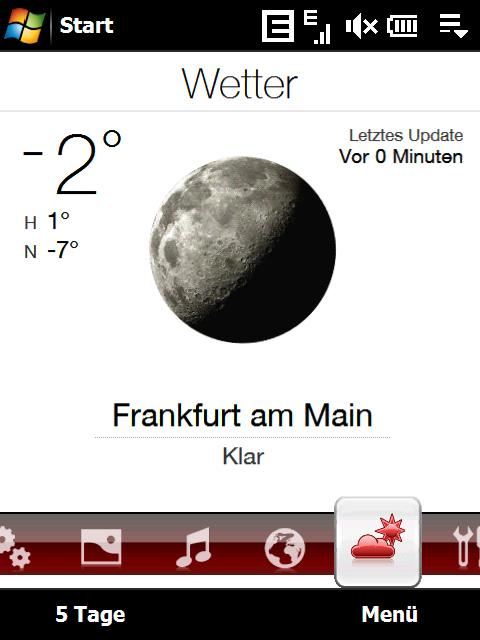 Start
E
E
Wetter
-2°
Letztes Update
Vor 0 Minuten
H 1°
N -7°
Frankfurt am Main
Klar
5 Tage
Menü